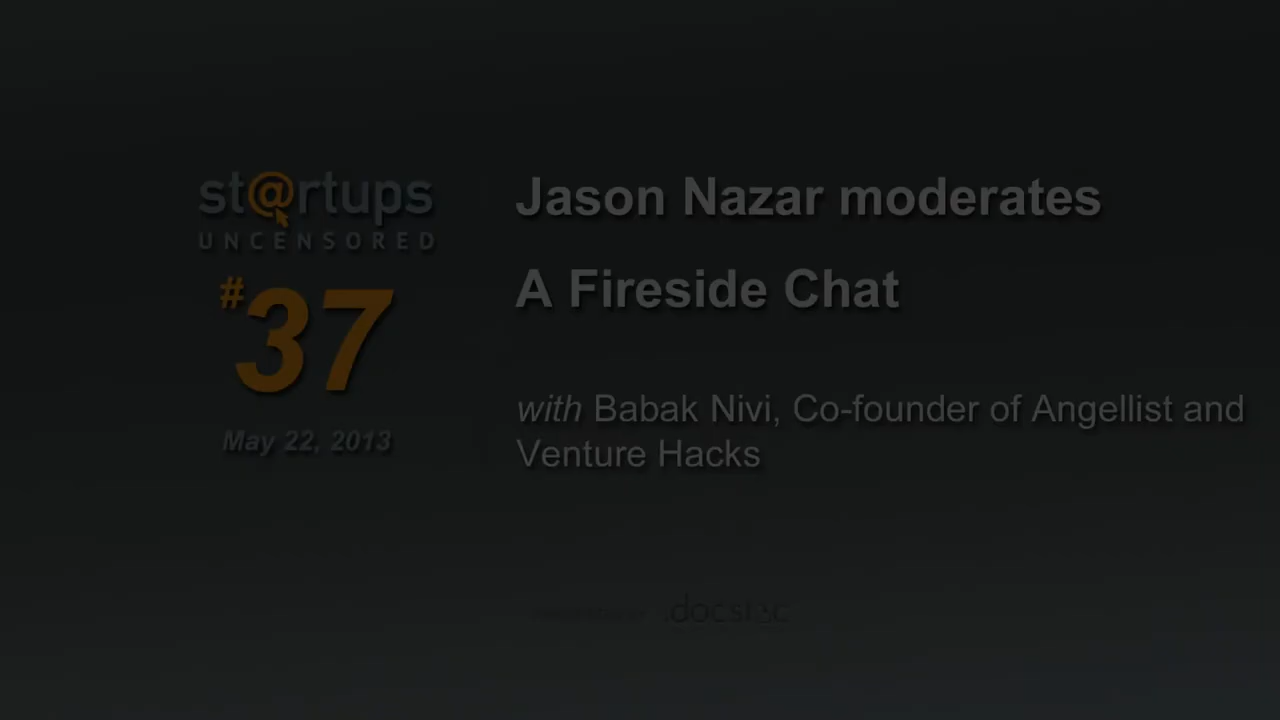 st@rtups
UNCENSORED
#37
May 22, 2013
Jason Nazar moderates
A Fireside Chat
with Babak Nivi, Co-founder of Angellist and
Venture Hacks
docstoc